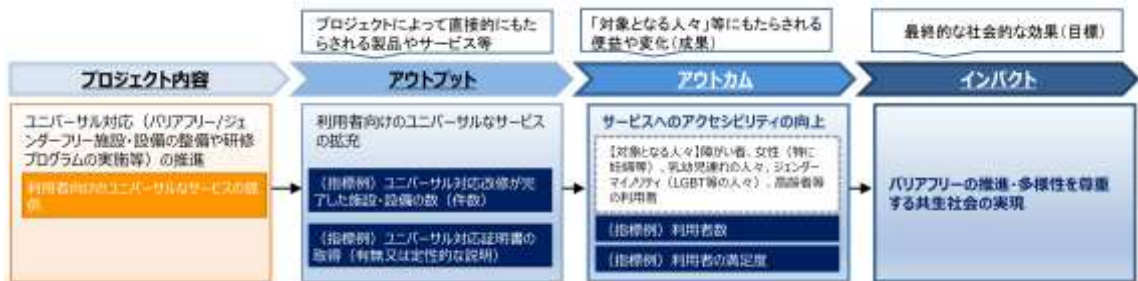 プロジェクトによって直接的にもた
らされる製品やサービス等
「対象となる人々」等にもたらされる
便益や変化(成果)
最終的な社会的な効果(目標)
プロジェクト内容
アウトプット
アウトカム
インパクト
ユニバーサル対応(バリアフリー/ジェ
ンダーフリー施設・設備の整備や研修
プログラムの実施等)の推進
利用者向けのユニバーサルなサービスの提
供
利用者向けのユニバーサルなサービス
の拡充
(指標例)ユニバーサル対応改修が完
了した施設・設備の数(件数)
(指標例)ユニバーサル対応証明書の
取得(有無又は定性的な説明)
サービスへのアクセシビリティの向上
【対象となる人々】障がい者、女性(特に
妊婦等)、乳幼児連れの人々、ジェンダー
マイノリティ(LGBT等の人々)、高齢者等
の利用者
(指標例)利用者数
(指標例)利用者の満足度
バリアフリーの推進・多様性を尊重
する共生社会の実現